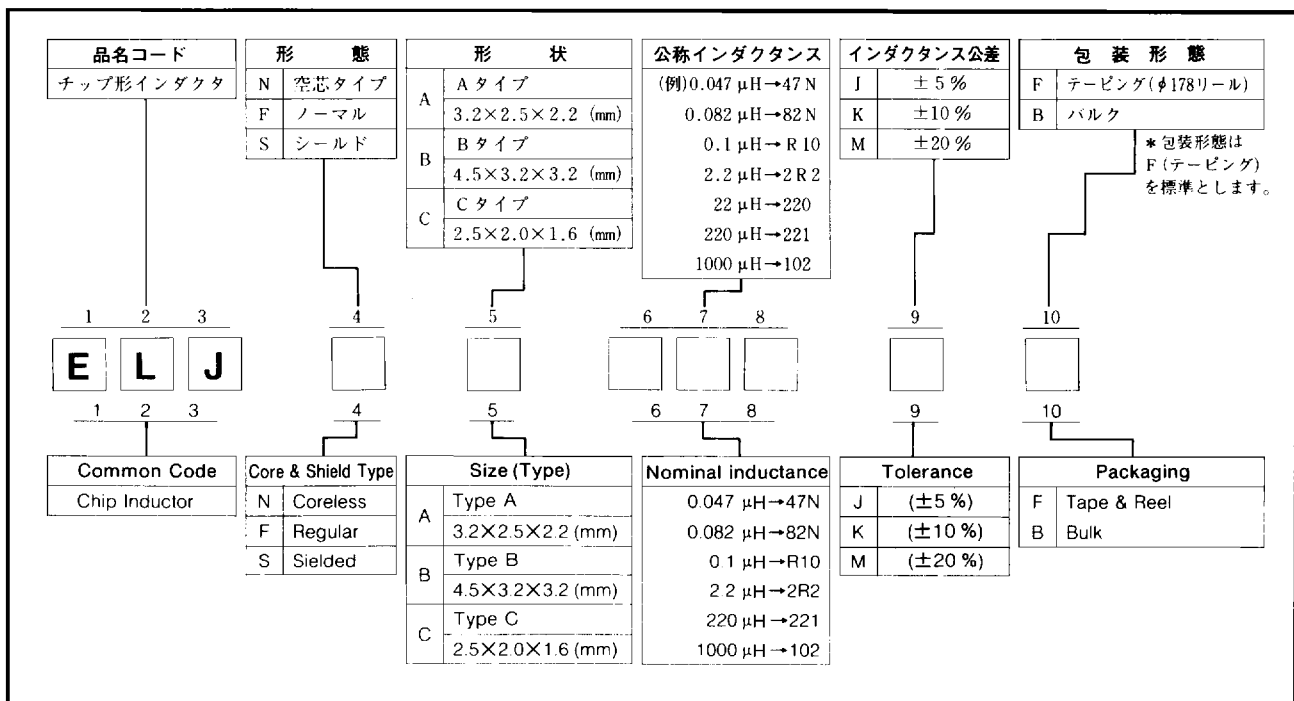 品名コード
チップ形インダクタ
形 態
N 空芯タイプ
F ノーマル
S シールド
形 状
A Aタイプ
3.2×2.5×2.2 (mm)
B Bタイプ
4.5×3.2×3.2 (mm)
C Cタイプ
2.5×2.0×1.6 (mm)
公称インダクタンス
(例)0.047 μH→47N
0.082 μH→82N
0.1 μH→R10
2.2 μH→2R2
22 μH→220
220 μH→221
1000 μH→102
インダクタンス公差
J ±5%
K ±10%
M ±20%
包 装 形 態
F テーピング(φ178リール)
B バルク
*包装形態は
F(テーピング)
を標準とします。
1 2 3 4 5 6 7 8 9 10
E L J
1 2 3 4 5 6 7 8 9 10
Common Code
Chip Inductor
Core & Shield Type
N Coreless
F Regular
S Sielded
Size (Type)
A Type A
3.2×2.5×2.2 (mm)
B Type B
4.5×3.2×3.2 (mm)
C Type C
2.5×2.0×1.6 (mm)
Nominal inductance
0.047 μH→47N
0.082 μH→82N
0.1 μH→R10
2.2 μH→2R2
220 μH→221
1000 μH→102
Tolerance
J (±5%)
K (±10%)
M (±20%)
Packaging
F Tape & Reel
B Bulk